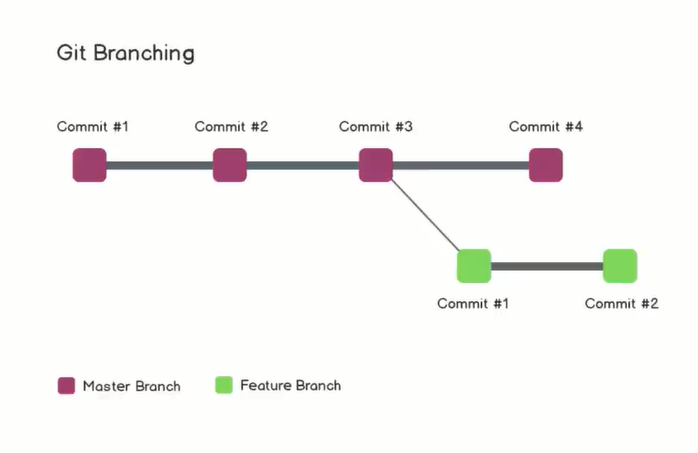 Git Branching
Commit #1
Commit #2
Commit #3
Commit #4
Commit #1
Commit #2
Master Branch
Feature Branch